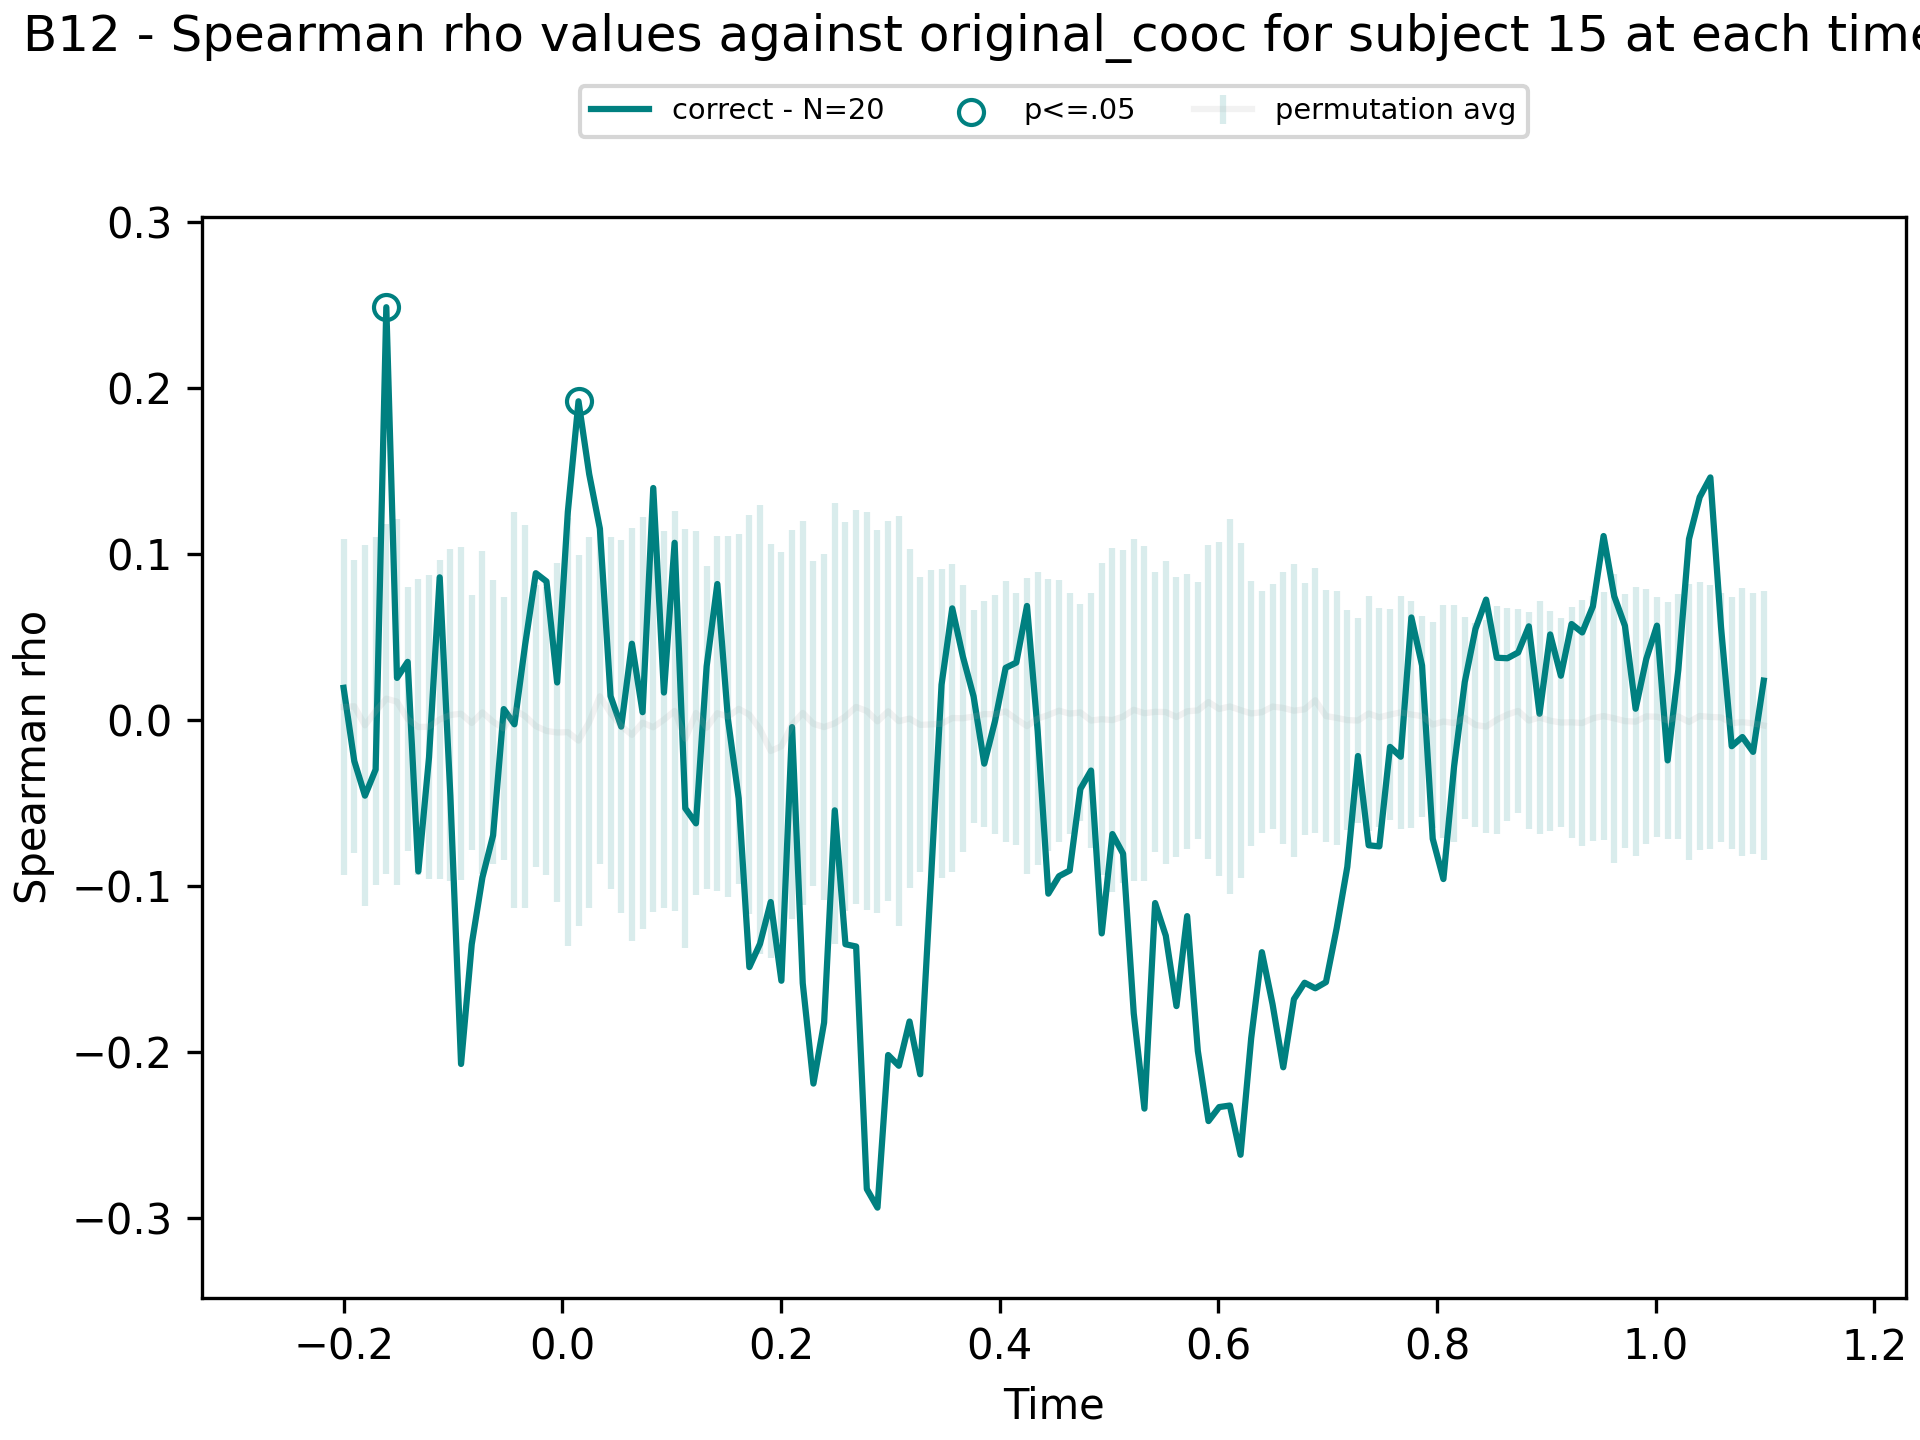 B12 - Spearman rho values against original_cooc for subject 15 at each time
correct - N=20 p<=.05 permutation avg
0.3
0.2
0.1
0.0
−0.1
−0.2
−0.3
Spearman rho
−0.2 0.0 0.2 0.4 0.6 0.8 1.0 1.2
Time